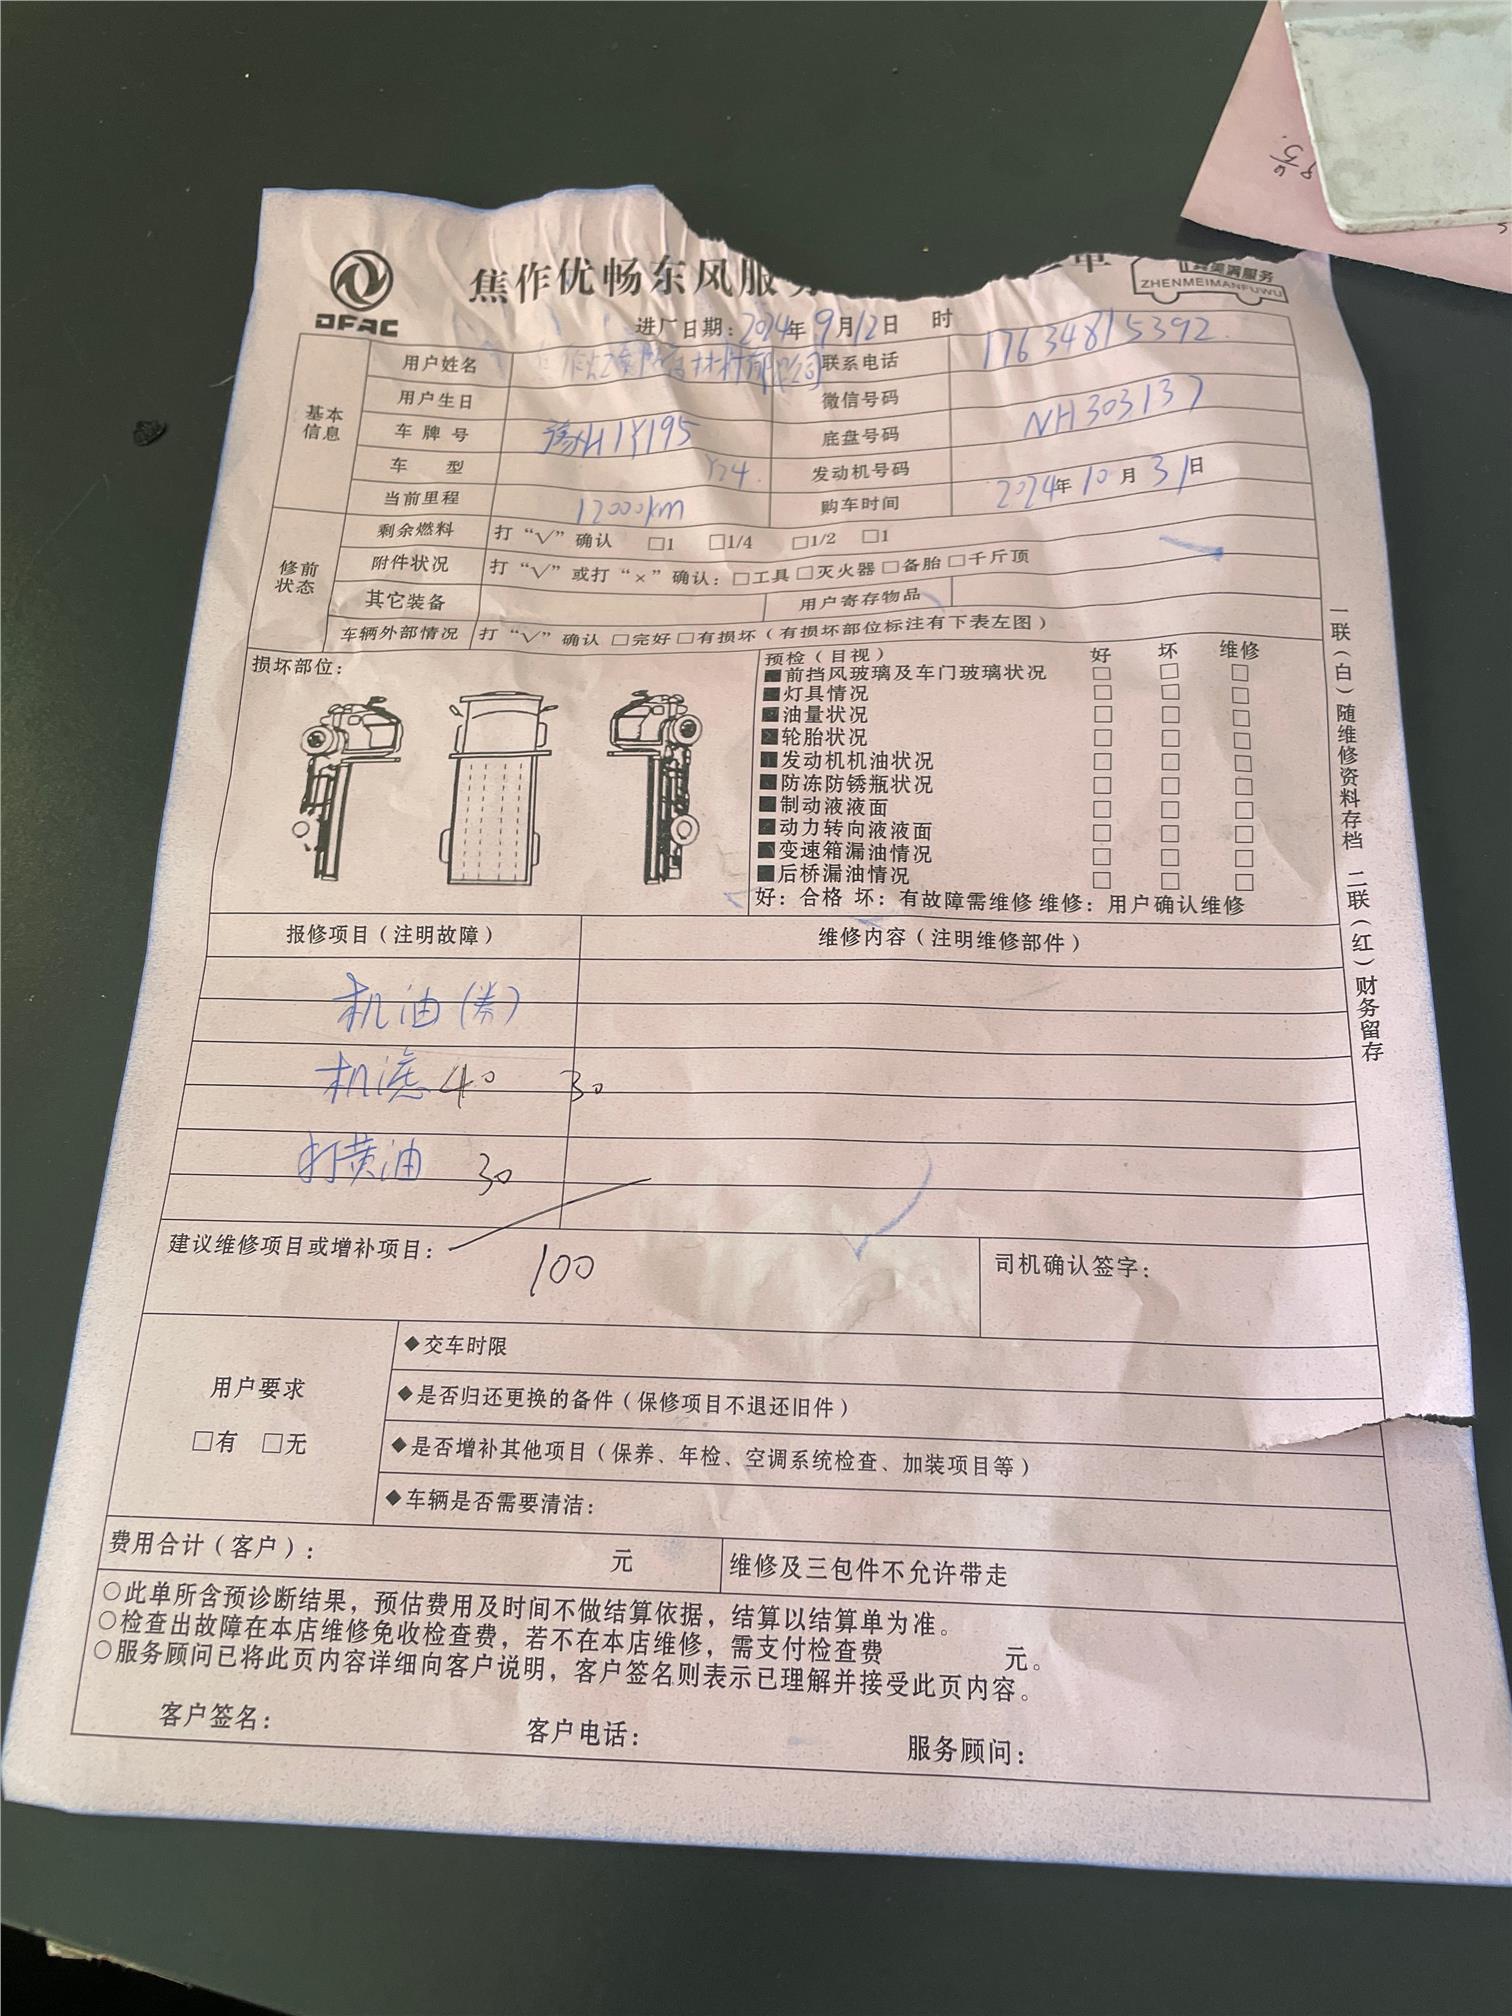 焦作优畅东风服
单
DFAC
真美满服务
ZHENMEIMANFUWU
进厂日期：2024年9月12日 时
基本信息
用户姓名 材料有限公司 联系电话 17634815392
用户生日 微信号码
车牌号 豫H1Y195 底盘号码 NH303137
车型 Y24. 发动机号码
当前里程 12000km 购车时间 2024年10月31日
修前状态
剩余燃料 打“√”确认 □1 □1/4 □1/2 □1
附件状况 打“√”或打“×”确认：□工具□灭火器□备胎□千斤顶
其它装备 用户寄存物品
车辆外部情况 打“√”确认 □完好□有损坏（有损坏部位标注有下表左图）
损坏部位：
预检（目视） 好 坏 维修
■前挡风玻璃及车门玻璃状况 □ □ □
■灯具情况 □ □ □
■油量状况 □ □ □
■轮胎状况 □ □ □
■发动机机油状况 □ □ □
■防冻防锈瓶状况 □ □ □
■制动液液面 □ □ □
■动力转向液液面 □ □ □
■变速箱漏油情况 □ □ □
■后桥漏油情况 □ □ □
好：合格 坏：有故障需维修 维修：用户确认维修
报修项目（注明故障） 维修内容（注明维修部件）
机油（券）
机滤 40 30
打黄油 30
建议维修项目或增补项目：
100
司机确认签字：
用户要求
□有 □无
◆交车时限
◆是否归还更换的备件（保修项目不退还旧件）
◆是否增补其他项目（保养、年检、空调系统检查、加装项目等）
◆车辆是否需要清洁：
费用合计（客户）： 元 维修及三包件不允许带走
○此单所含预诊断结果，预估费用及时间不做结算依据，结算以结算单为准。
○检查出故障在本店维修免收检查费，若不在本店维修，需支付检查费 元。
○服务顾问已将此页内容详细向客户说明，客户签名则表示已理解并接受此页内容。
客户签名： 客户电话： 服务顾问：
一联（白）随维修资料存档 二联（红）财务留存